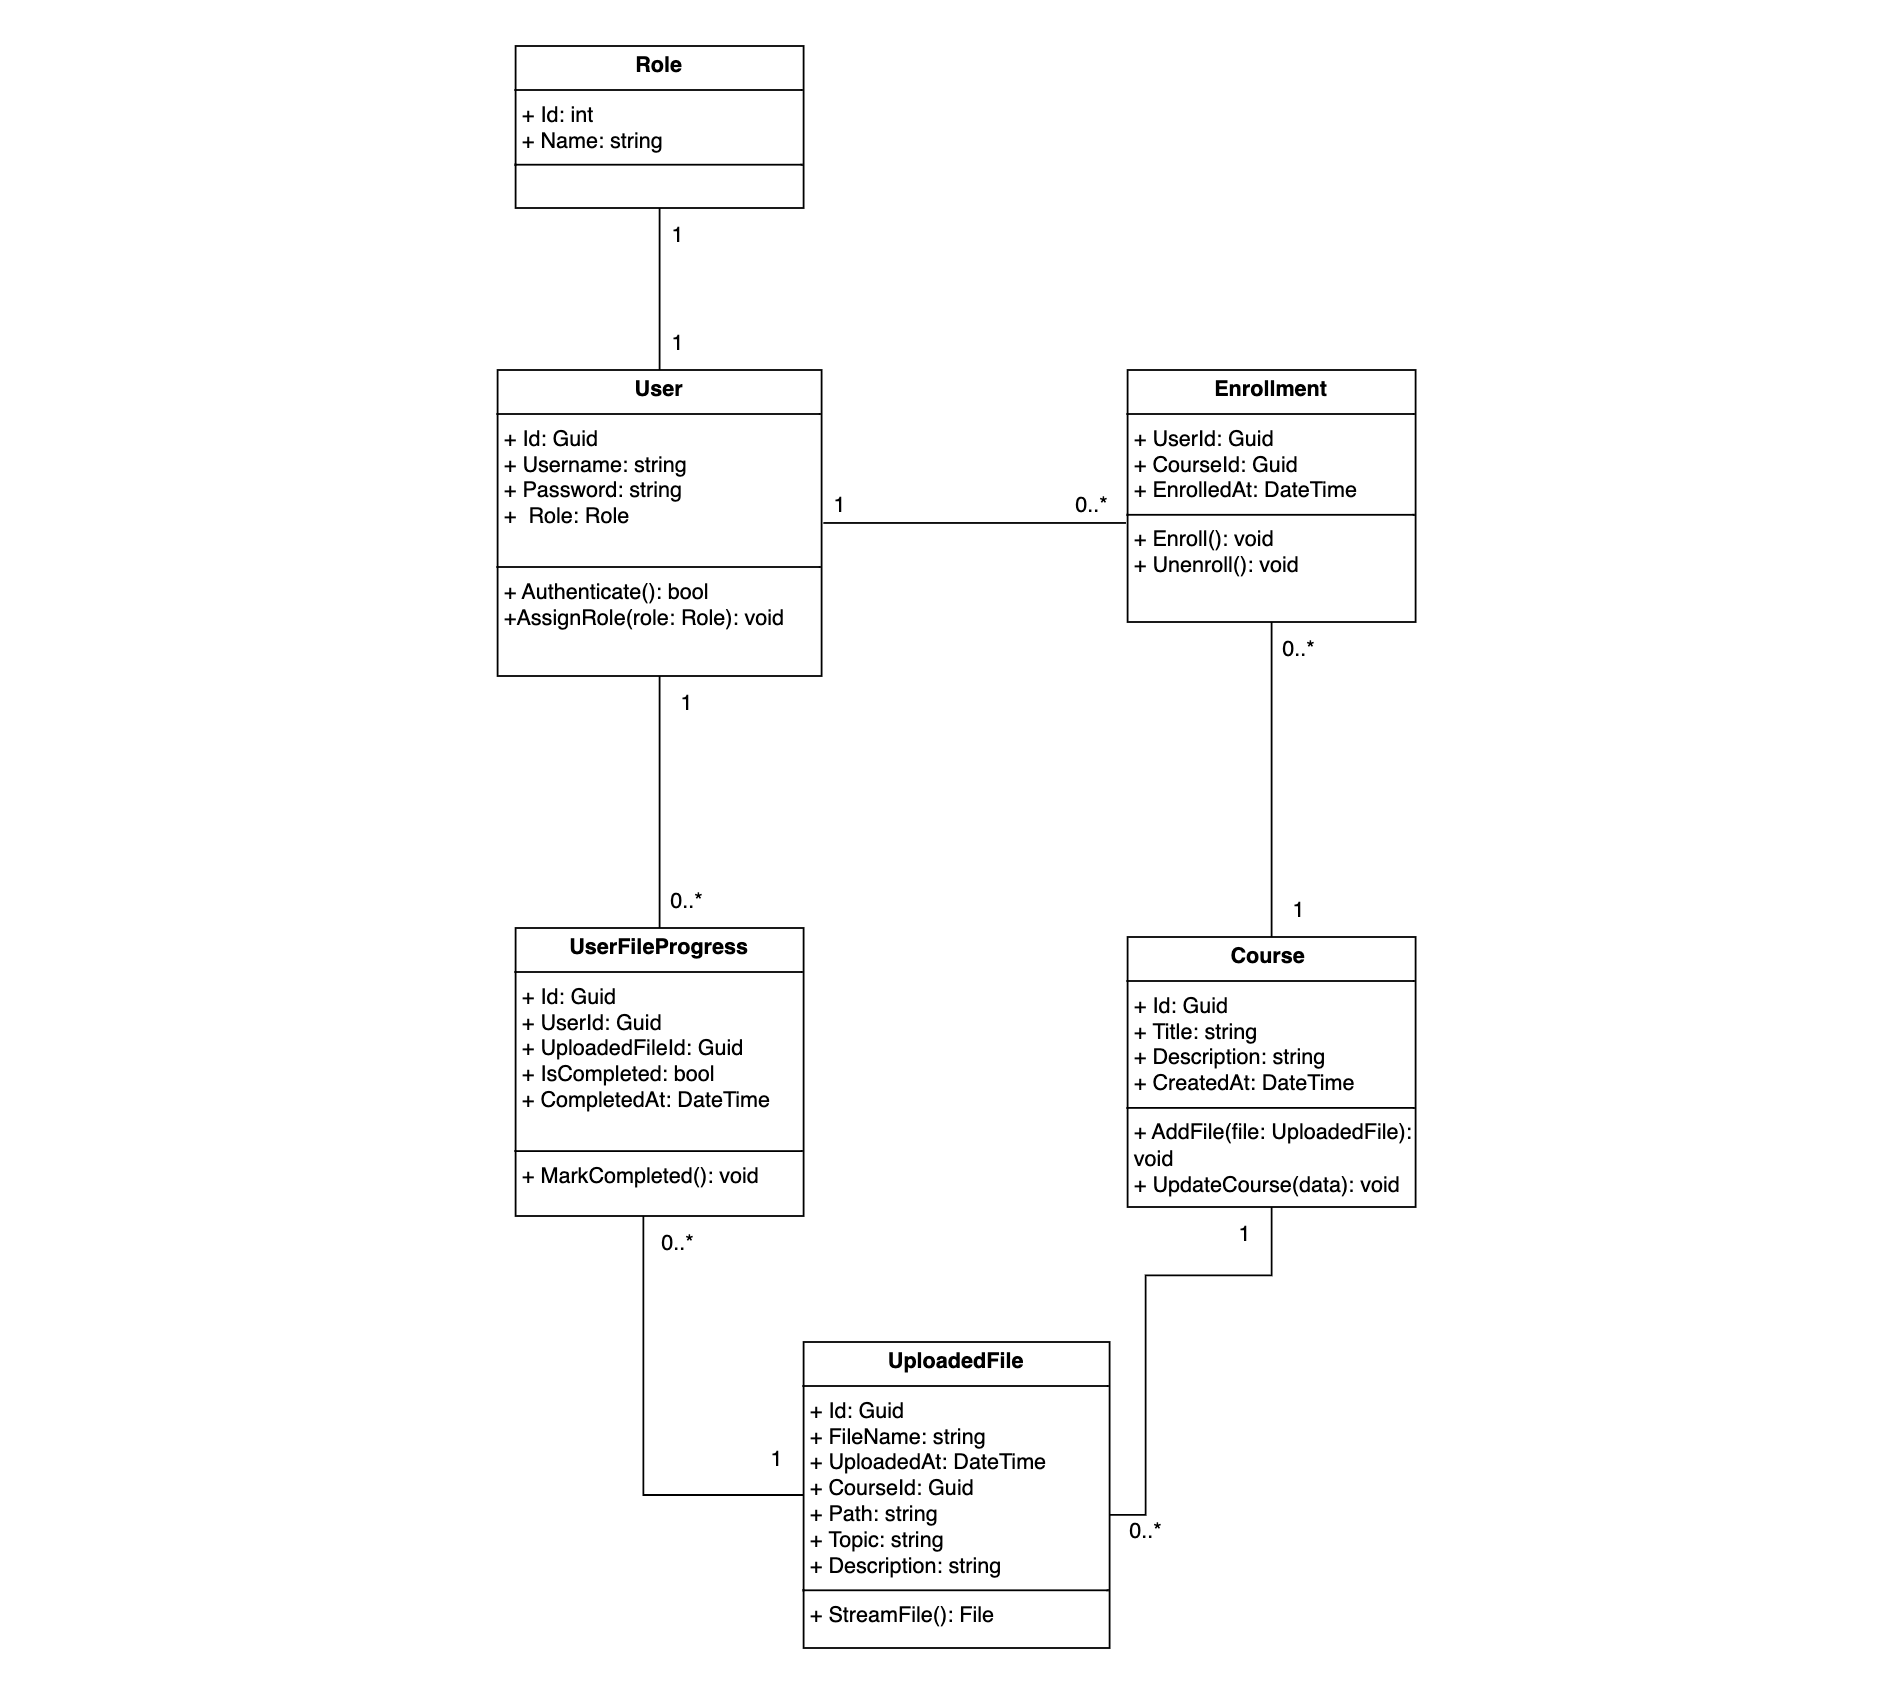 Role
+ Id: int
+ Name: string
1
1
User
+ Id: Guid
+ Username: string
+ Password: string
+  Role: Role
+ Authenticate(): bool
+AssignRole(role: Role): void
1
0..*
Enrollment
+ UserId: Guid
+ CourseId: Guid
+ EnrolledAt: DateTime
+ Enroll(): void
+ Unenroll(): void
0..*
1
1
0..*
UserFileProgress
+ Id: Guid
+ UserId: Guid
+ UploadedFileId: Guid
+ IsCompleted: bool
+ CompletedAt: DateTime
+ MarkCompleted(): void
0..*
1
Course
+ Id: Guid
+ Title: string
+ Description: string
+ CreatedAt: DateTime
+ AddFile(file: UploadedFile):
void
+ UpdateCourse(data): void
1
0..*
UploadedFile
+ Id: Guid
+ FileName: string
+ UploadedAt: DateTime
+ CourseId: Guid
+ Path: string
+ Topic: string
+ Description: string
+ StreamFile(): File